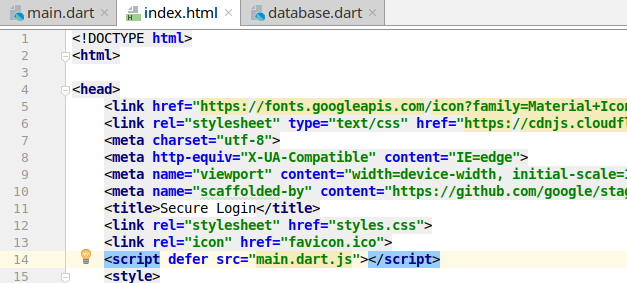 main.dart index.html database.dart
1 <!DOCTYPE html>
2 <html>
3
4 <head>
5 <link href="https://fonts.googleapis.com/icon?family=Material+Icon
6 <link rel="stylesheet" type="text/css" href="https://cdnjs.cloudfl
7 <meta charset="utf-8">
8 <meta http-equiv="X-UA-Compatible" content="IE=edge">
9 <meta name="viewport" content="width=device-width, initial-scale=1
10 <meta name="scaffolded-by" content="https://github.com/google/stag
11 <title>Secure Login</title>
12 <link rel="stylesheet" href="styles.css">
13 <link rel="icon" href="favicon.ico">
14 <script defer src="main.dart.js"></script>
15 <style>